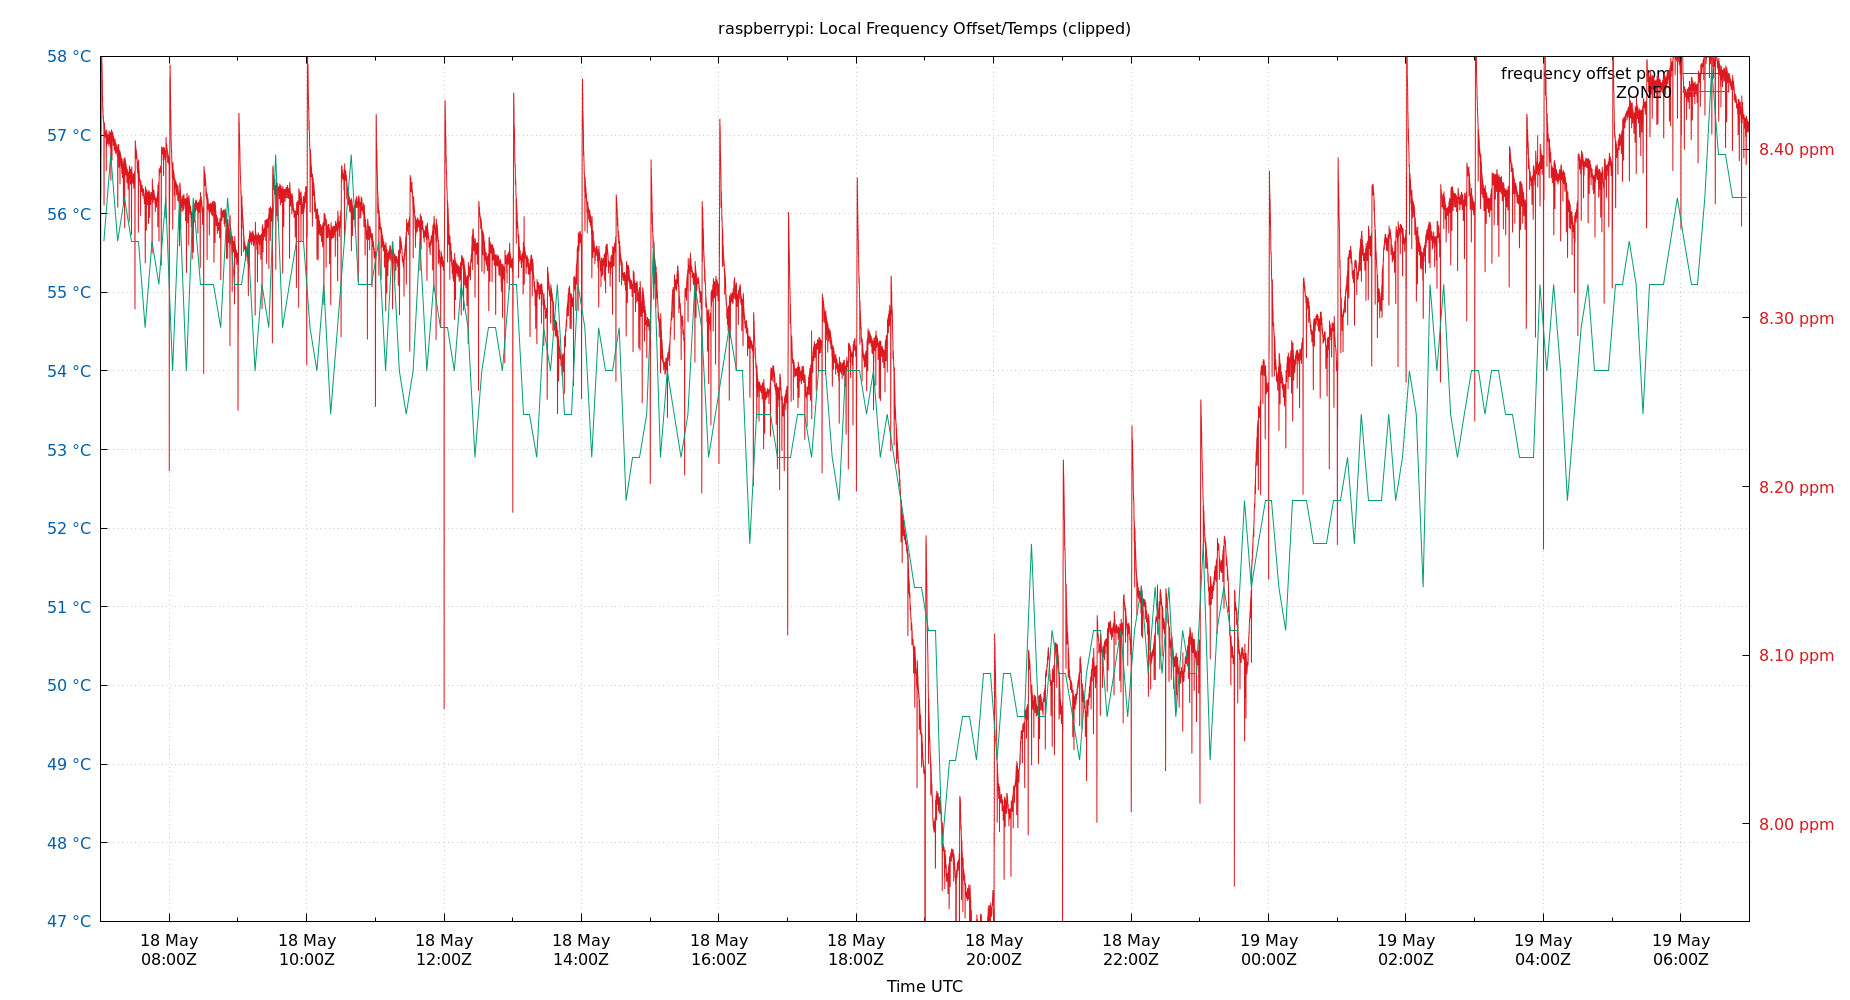 raspberrypi: Local Frequency Offset/Temps (clipped)
58 °C
57 °C
56 °C
55 °C
54 °C
53 °C
52 °C
51 °C
50 °C
49 °C
48 °C
47 °C
frequency offset ppm
ZONE0
8.40 ppm
8.30 ppm
8.20 ppm
8.10 ppm
8.00 ppm
18 May 18 May 18 May 18 May 18 May 18 May 18 May 18 May 19 May 19 May 19 May 19 May
08:00Z 10:00Z 12:00Z 14:00Z 16:00Z 18:00Z 20:00Z 22:00Z 00:00Z 02:00Z 04:00Z 06:00Z
Time UTC